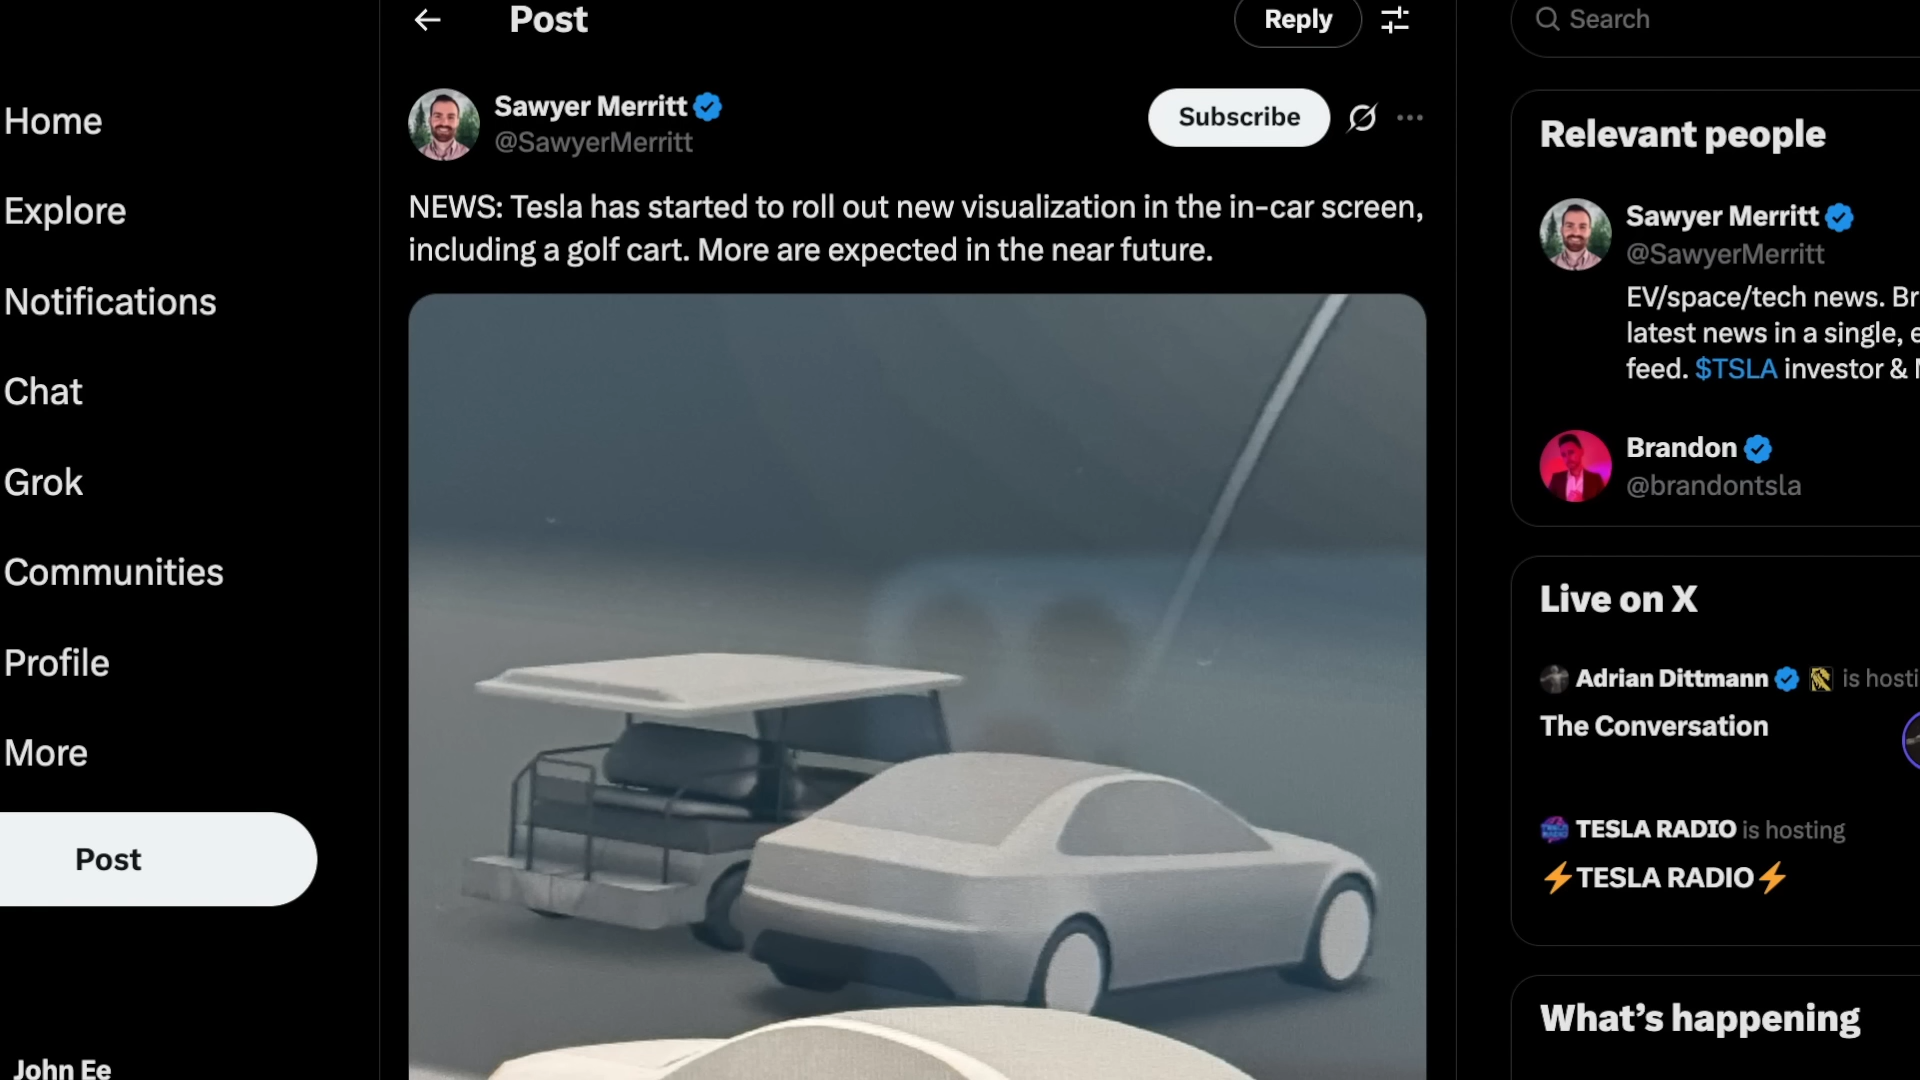 Home
Explore
Notifications
Chat
Grok
Communities
Profile
More
Post
John Ee
Post
Reply
Sawyer Merritt
@SawyerMerritt
Subscribe
NEWS: Tesla has started to roll out new visualization in the in-car screen,
including a golf cart. More are expected in the near future.
Search
Relevant people
Sawyer Merritt
@SawyerMerritt
EV/space/tech news. Br
latest news in a single, e
feed. $TSLA investor &
Brandon
@brandontsla
Live on X
Adrian Dittmann is hosti
The Conversation
TESLA RADIO is hosting
⚡TESLA RADIO⚡
What's happening